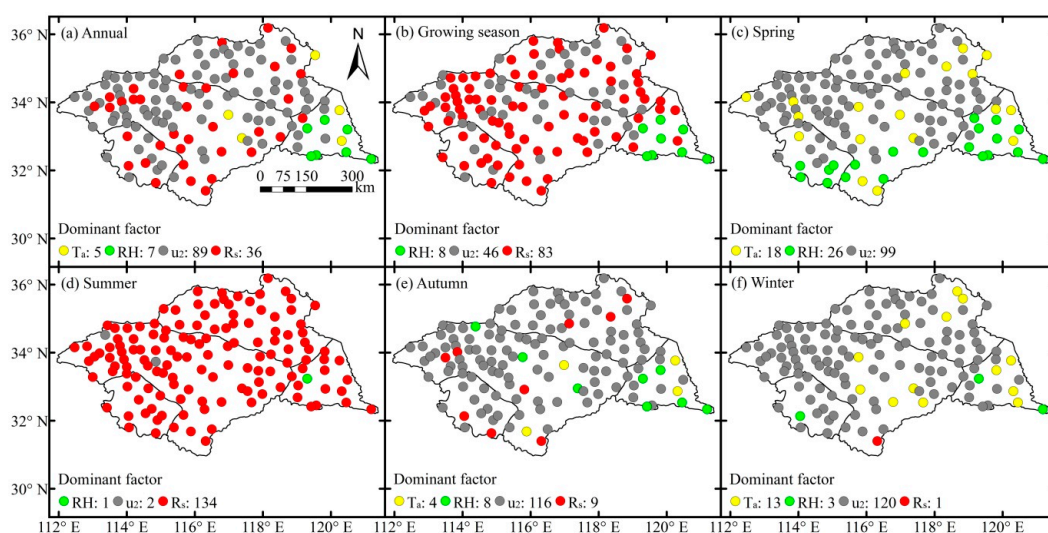 (a) Annual
N
(b) Growing season
(c) Spring
36° N
34° N
32° N
30° N
0 75 150 300
km
Dominant factor
Tₐ: 5 RH: 7 u₂: 89 Rₛ: 36
Dominant factor
RH: 8 u₂: 46 Rₛ: 83
Dominant factor
Tₐ: 18 RH: 26 u₂: 99
(d) Summer
(e) Autumn
(f) Winter
36° N
34° N
32° N
30° N
Dominant factor
RH: 1 u₂: 2 Rₛ: 134
Dominant factor
Tₐ: 4 RH: 8 u₂: 116 Rₛ: 9
Dominant factor
Tₐ: 13 RH: 3 u₂: 120 Rₛ: 1
112° E 114° E 116° E 118° E 120° E 112° E 114° E 116° E 118° E 120° E 112° E 114° E 116° E 118° E 120° E